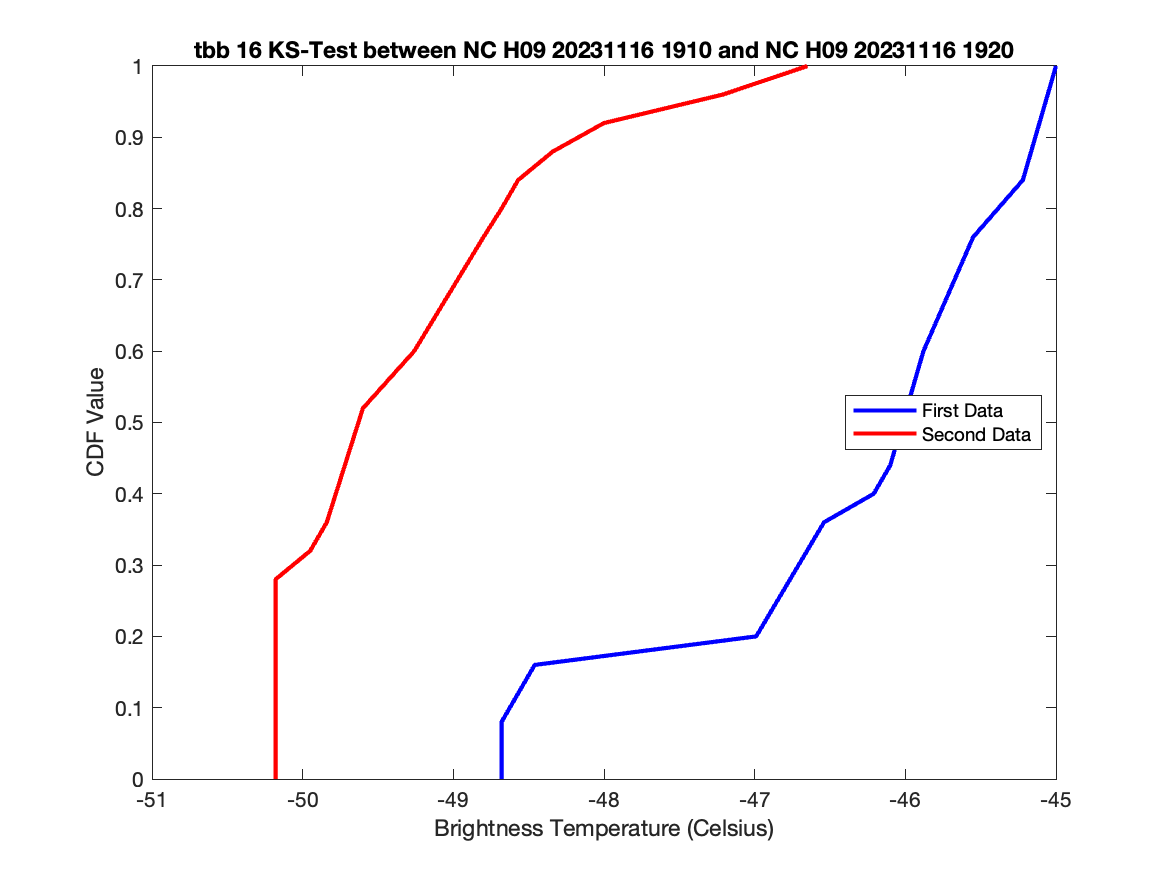 tbb 16 KS-Test between NC H09 20231116 1910 and NC H09 20231116 1920
1
0.9
0.8
0.7
0.6
0.5
0.4
0.3
0.2
0.1
0
CDF Value
First Data
Second Data
-51 -50 -49 -48 -47 -46 -45
Brightness Temperature (Celsius)